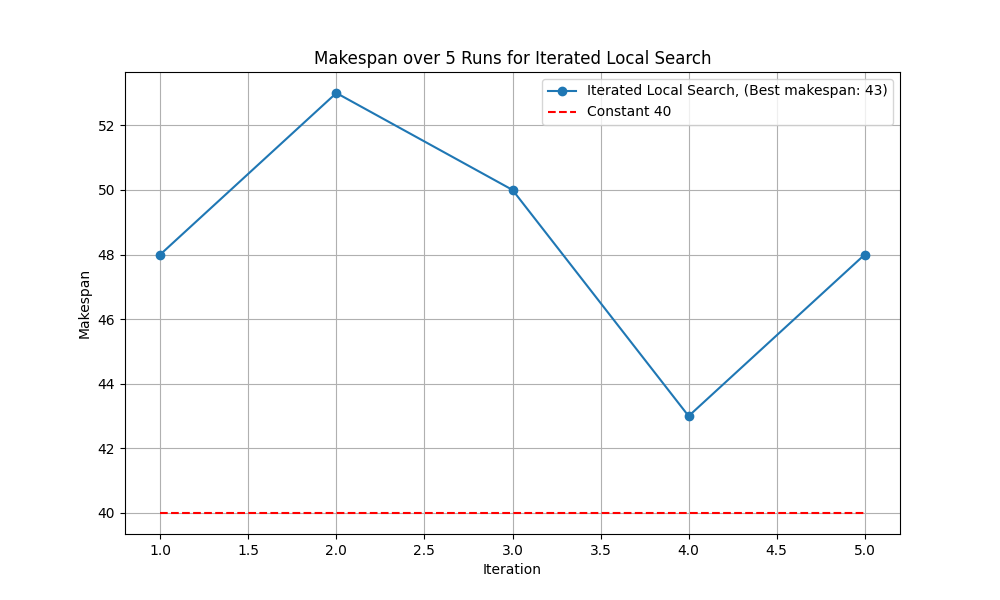 Makespan over 5 Runs for Iterated Local Search
Iterated Local Search, (Best makespan: 43)
Constant 40
Makespan
52
50
48
46
44
42
40
1.0 1.5 2.0 2.5 3.0 3.5 4.0 4.5 5.0
Iteration